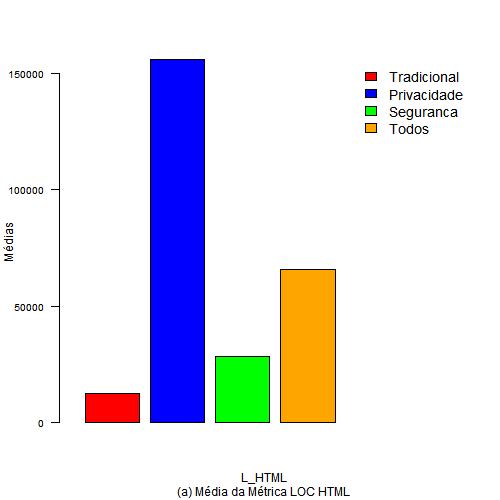 150000
100000
50000
0
Médias
Tradicional
Privacidade
Seguranca
Todos
L_HTML
(a) Média da Métrica LOC HTML